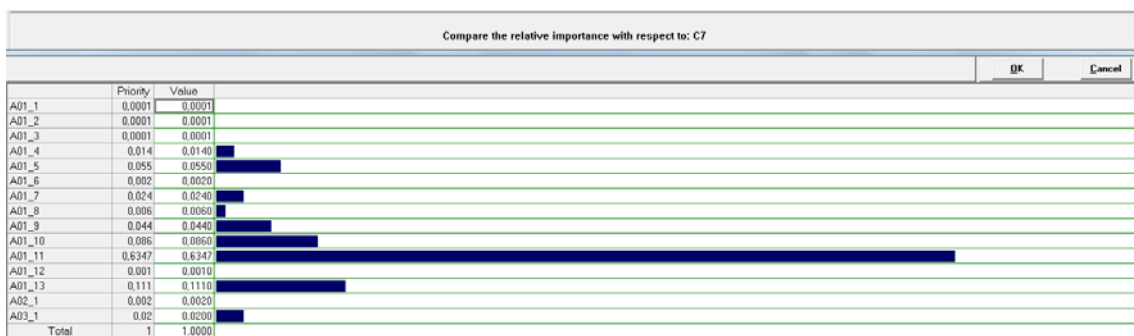 Compare the relative importance with respect to: C7
OK Cancel
Priority Value
A01_1 0,0001 0,0001
A01_2 0,0001 0,0001
A01_3 0,0001 0,0001
A01_4 0,014 0,0140
A01_5 0,055 0,0550
A01_6 0,002 0,0020
A01_7 0,024 0,0240
A01_8 0,006 0,0060
A01_9 0,044 0,0440
A01_10 0,086 0,0860
A01_11 0,6347 0,6347
A01_12 0,001 0,0010
A01_13 0,111 0,1110
A02_1 0,002 0,0020
A03_1 0,02 0,0200
Total 1 1,0000